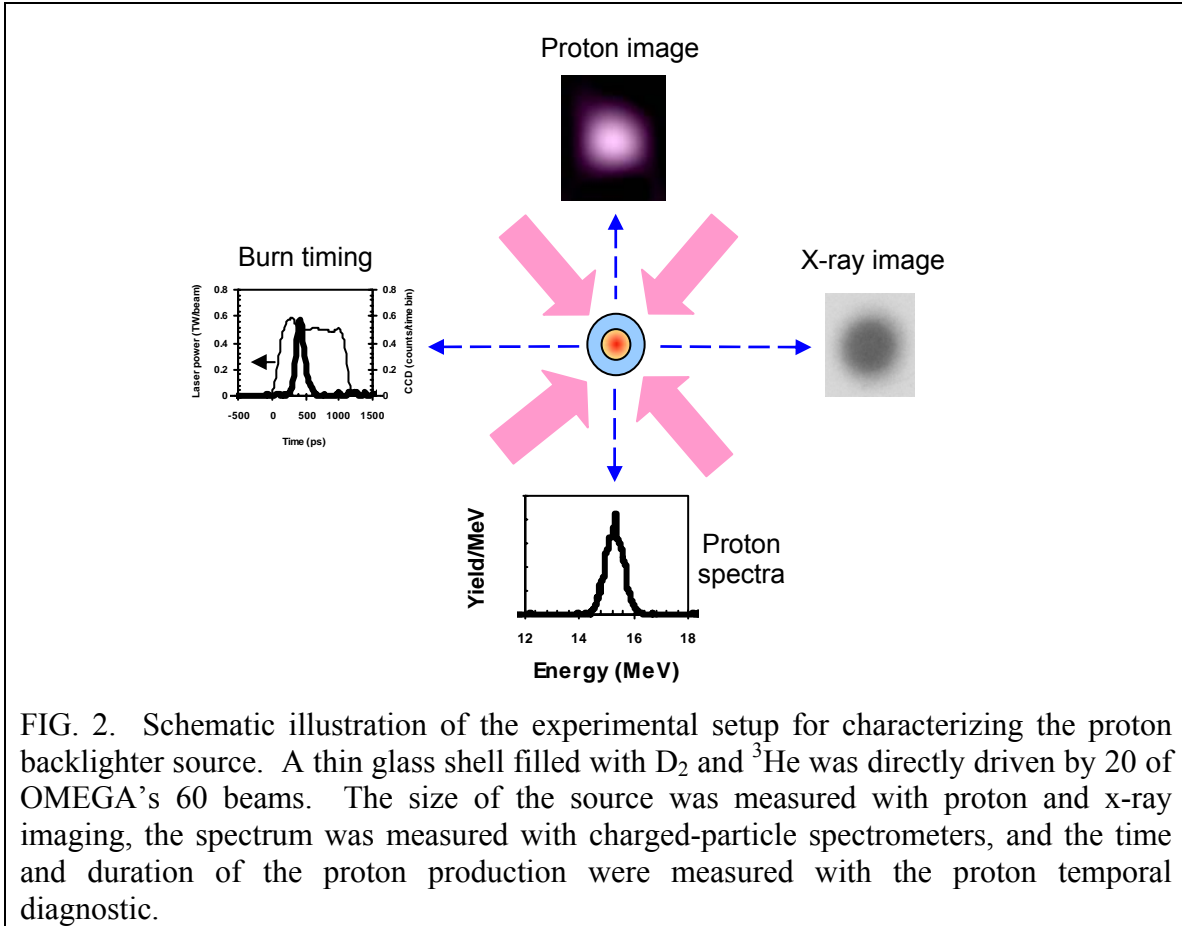 Proton image
Burn timing
X-ray image
Laser power (TW/beam)
0.8
0.6
0.4
0.2
0
0.8
0.6
0.4
0.2
0
CCD (counts/time bin)
-500 0 500 1000 1500
Time (ps)
Yield/MeV
Proton
spectra
12 14 16 18
Energy (MeV)
FIG. 2. Schematic illustration of the experimental setup for characterizing the proton
backlighter source. A thin glass shell filled with D₂ and ³He was directly driven by 20 of
OMEGA's 60 beams. The size of the source was measured with proton and x-ray
imaging, the spectrum was measured with charged-particle spectrometers, and the time
and duration of the proton production were measured with the proton temporal
diagnostic.